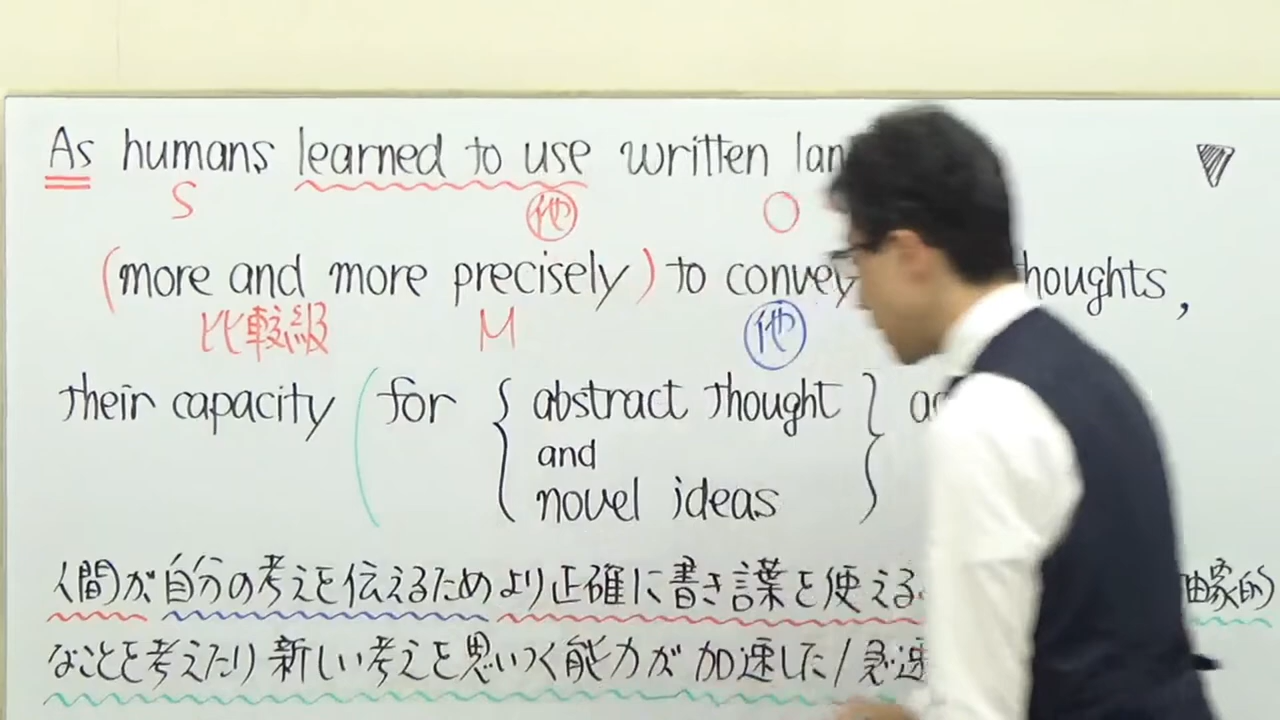 As humans learned to use written
S 他 O
(more and more precisely) to convey thoughts,
比較級 M 他
their capacity (for { abstract thought }
and
novel ideas
人間が自分の考えを伝えるためより正確に書き言葉を使える 象的
なことを考えたり新しい考えを思いつく能力が加速した/急速